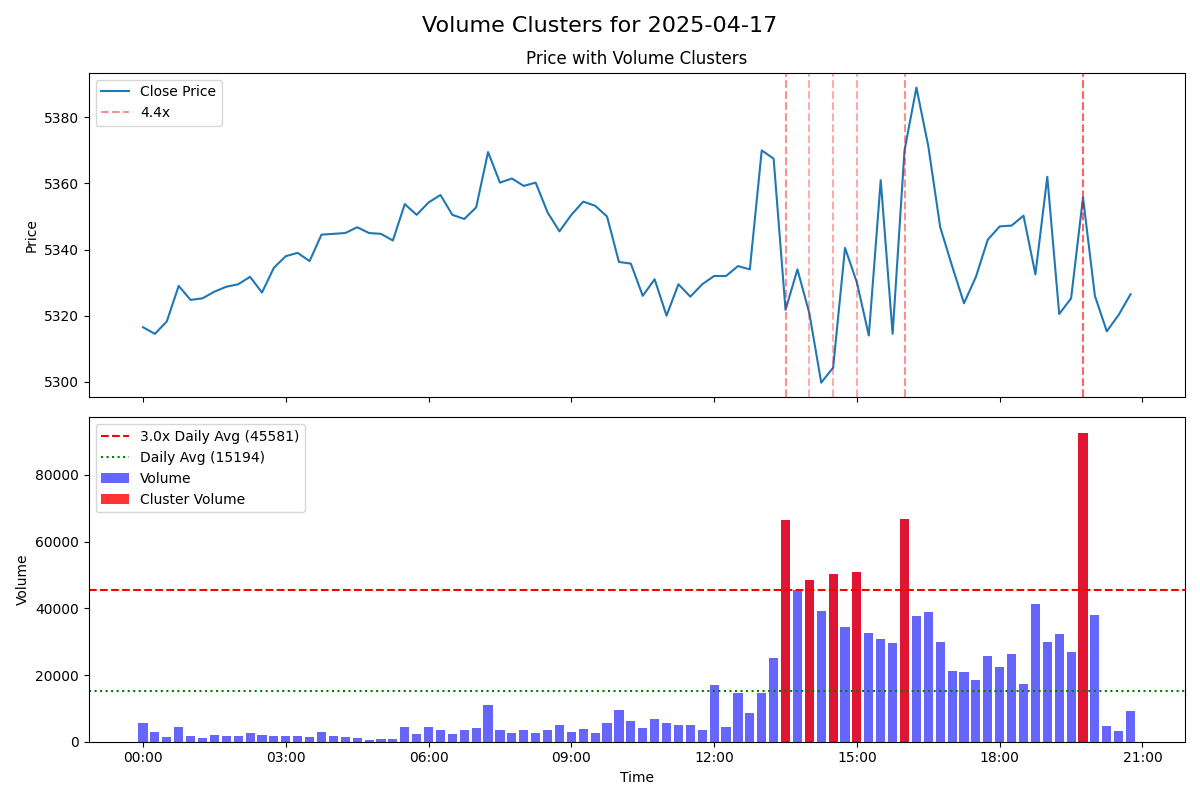 Volume Clusters for 2025-04-17
Price with Volume Clusters
Close Price
4.4x
5380
5360
5340
5320
5300
Price
3.0x Daily Avg (45581)
Daily Avg (15194)
Volume
Cluster Volume
80000
60000
40000
20000
0
Volume
00:00
03:00
06:00
09:00
12:00
15:00
18:00
21:00
Time